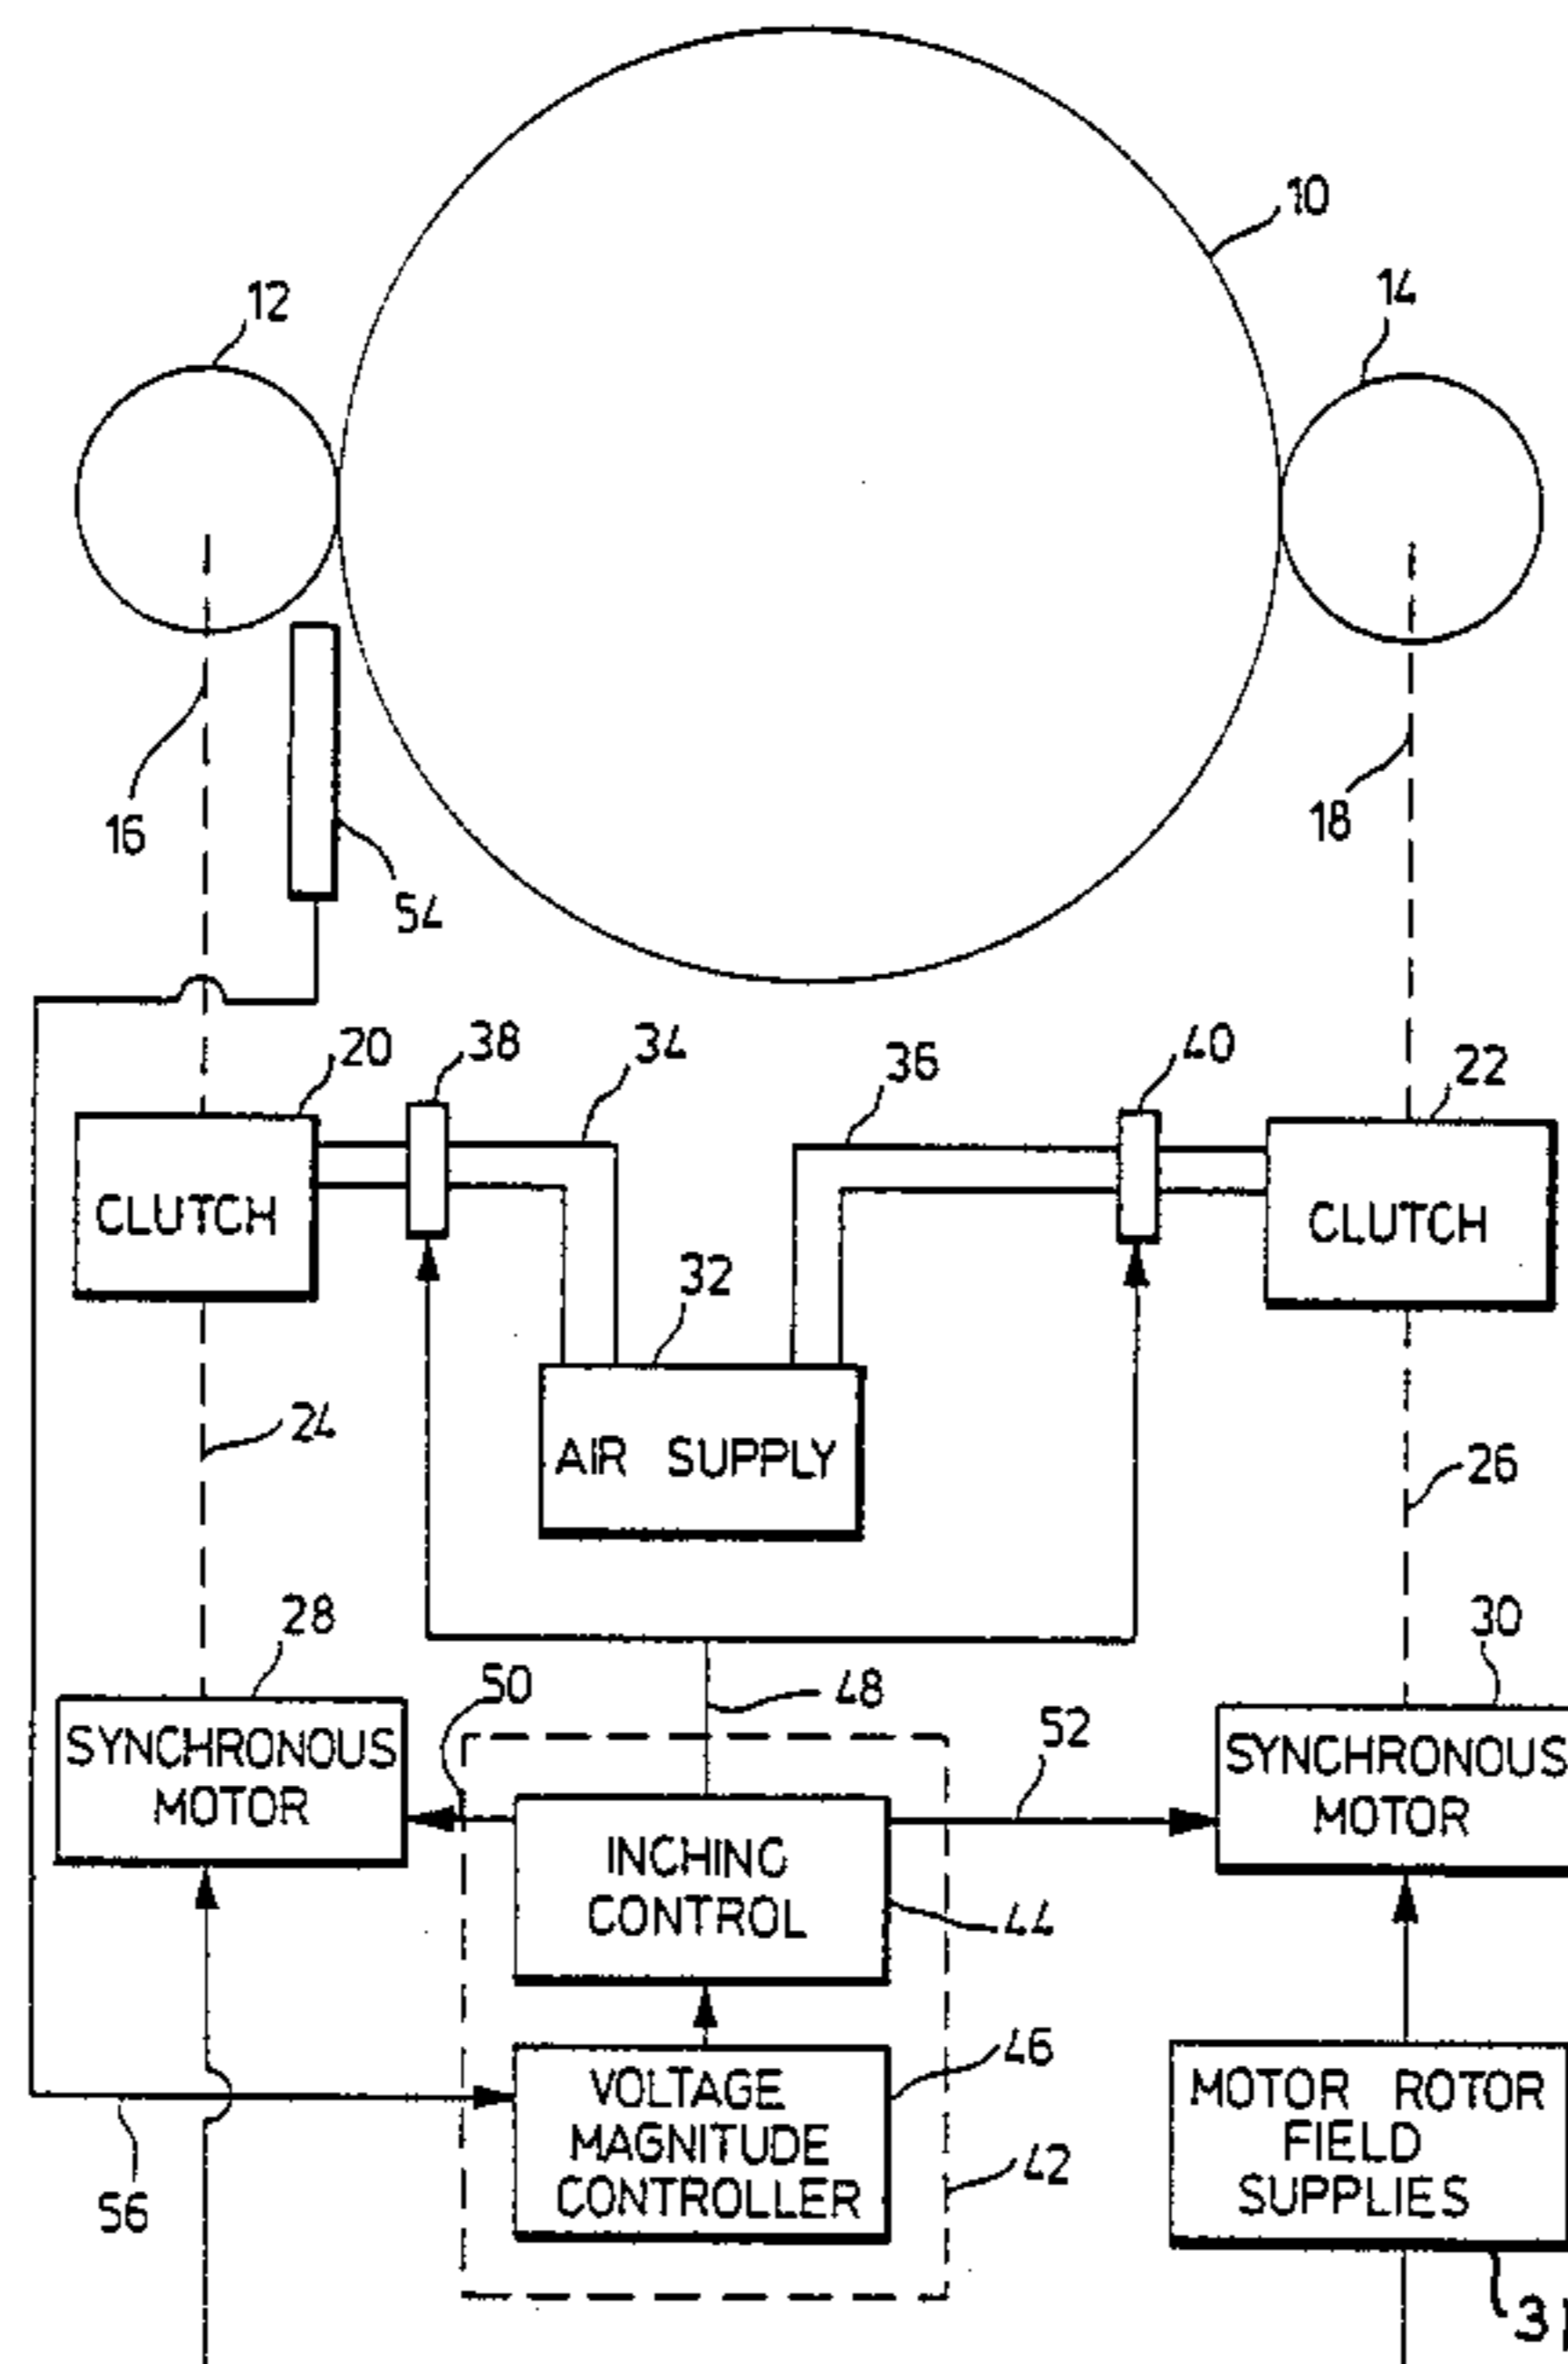 10
12
14
16
18
54
20
38
34
36
40
22
CLUTCH
CLUTCH
32
AIR SUPPLY
24
26
28
30
50
48
52
SYNCHRONOUS
MOTOR
SYNCHRONOUS
MOTOR
INCHING
CONTROL
44
46
VOLTAGE
MAGNITUDE
CONTROLLER
MOTOR ROTOR
FIELD
SUPPLIES
42
56
31